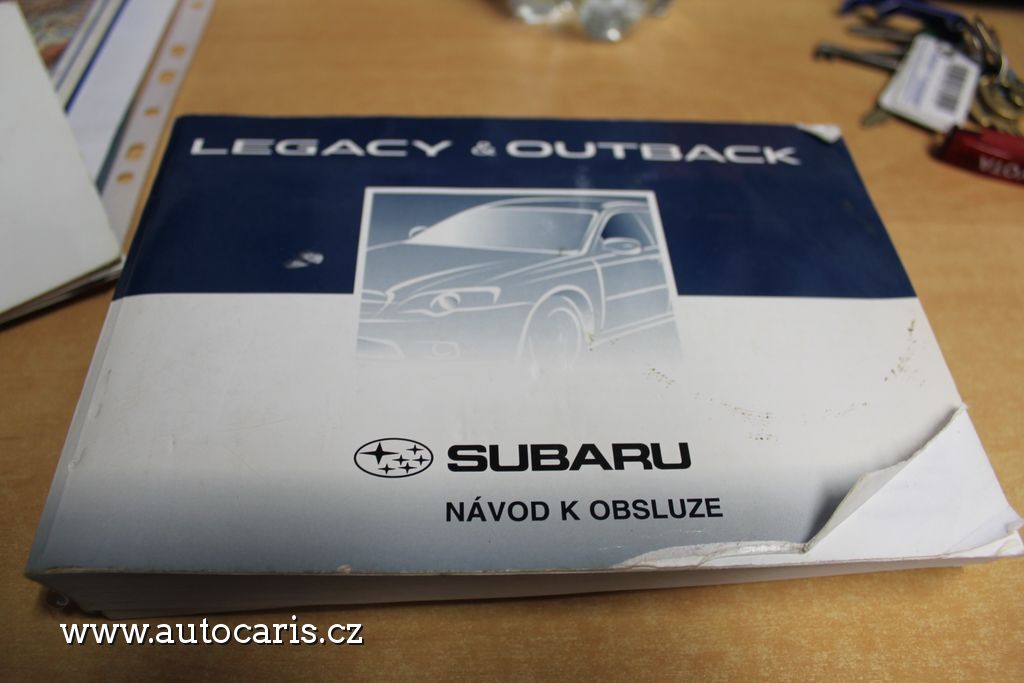 LEGACY & OUTBACK
SUBARU
NÁVOD K OBSLUZE
www.autocaris.cz